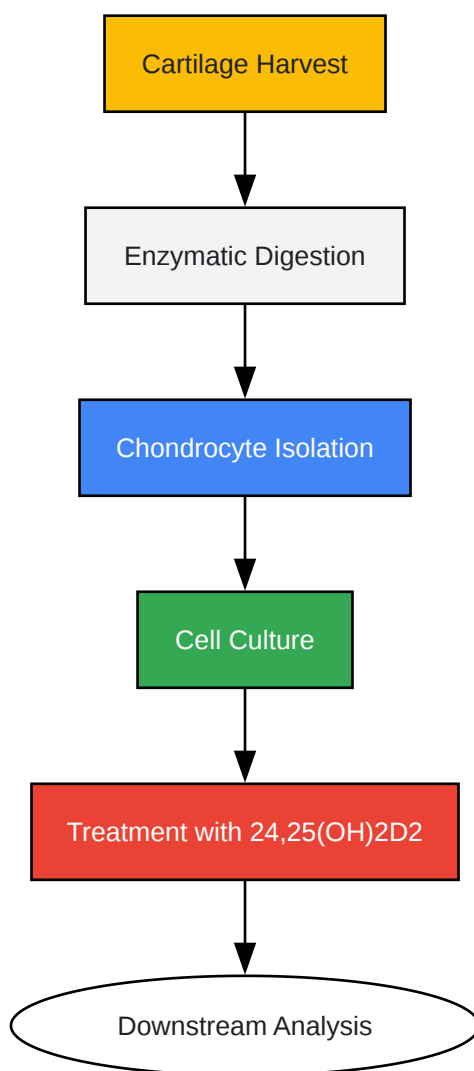 Cartilage Harvest
Enzymatic Digestion
Chondrocyte Isolation
Cell Culture
Treatment with 24,25(OH)2D2
Downstream Analysis